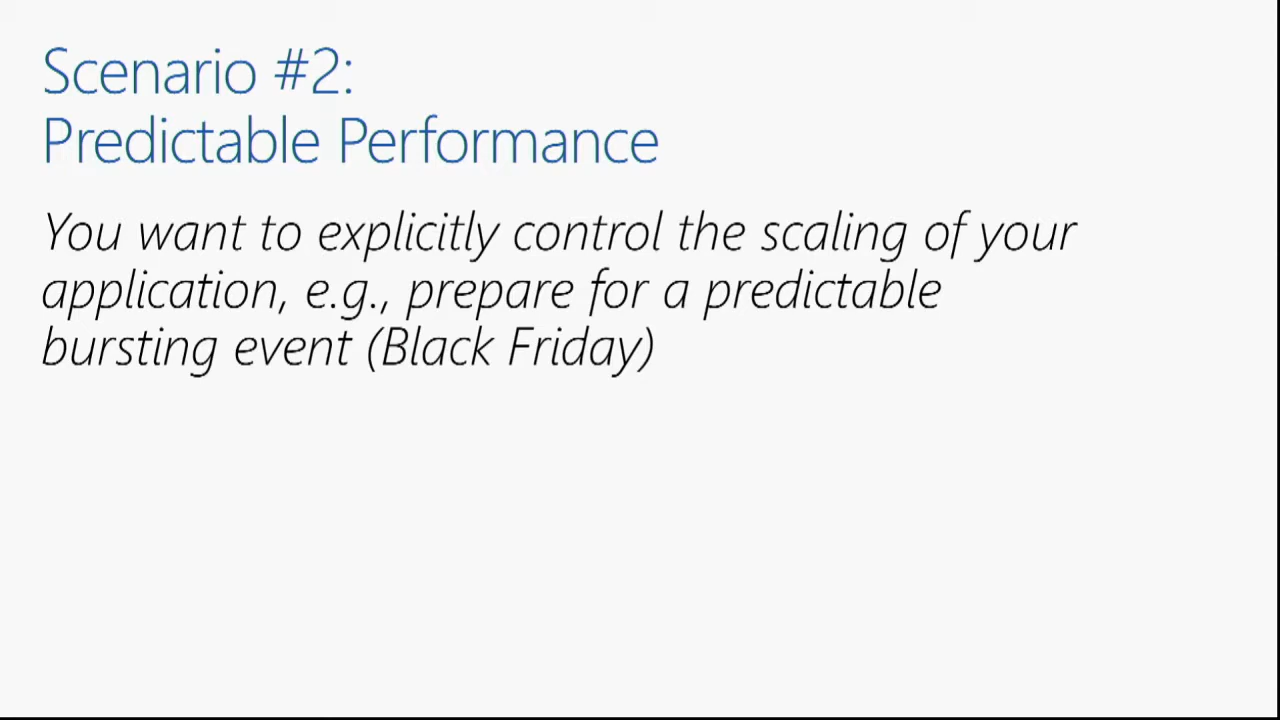 Scenario #2:
Predictable Performance
You want to explicitly control the scaling of your
application, e.g., prepare for a predictable
bursting event (Black Friday)